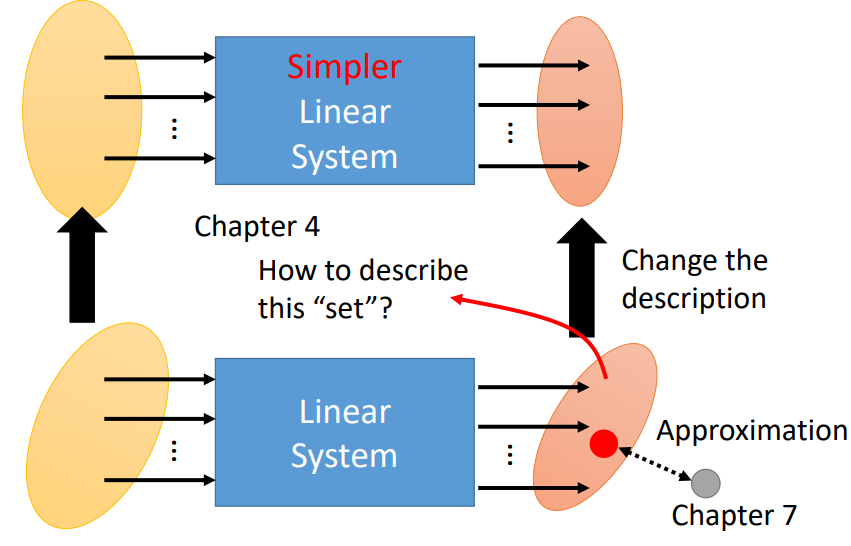 Simpler
Linear
System
Chapter 4
How to describe
this “set”?
Change the
description
Linear
System
Approximation
Chapter 7